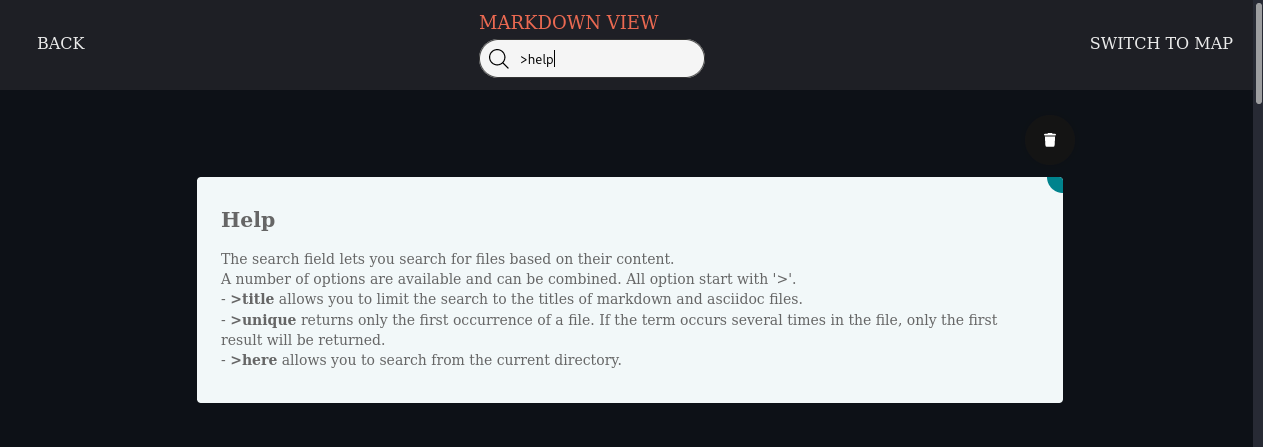 MARKDOWN VIEW
BACK
>help
SWITCH TO MAP
Help
The search field lets you search for files based on their content.
A number of options are available and can be combined. All option start with '>'.
- >title allows you to limit the search to the titles of markdown and asciidoc files.
- >unique returns only the first occurrence of a file. If the term occurs several times in the file, only the first
result will be returned.
- >here allows you to search from the current directory.